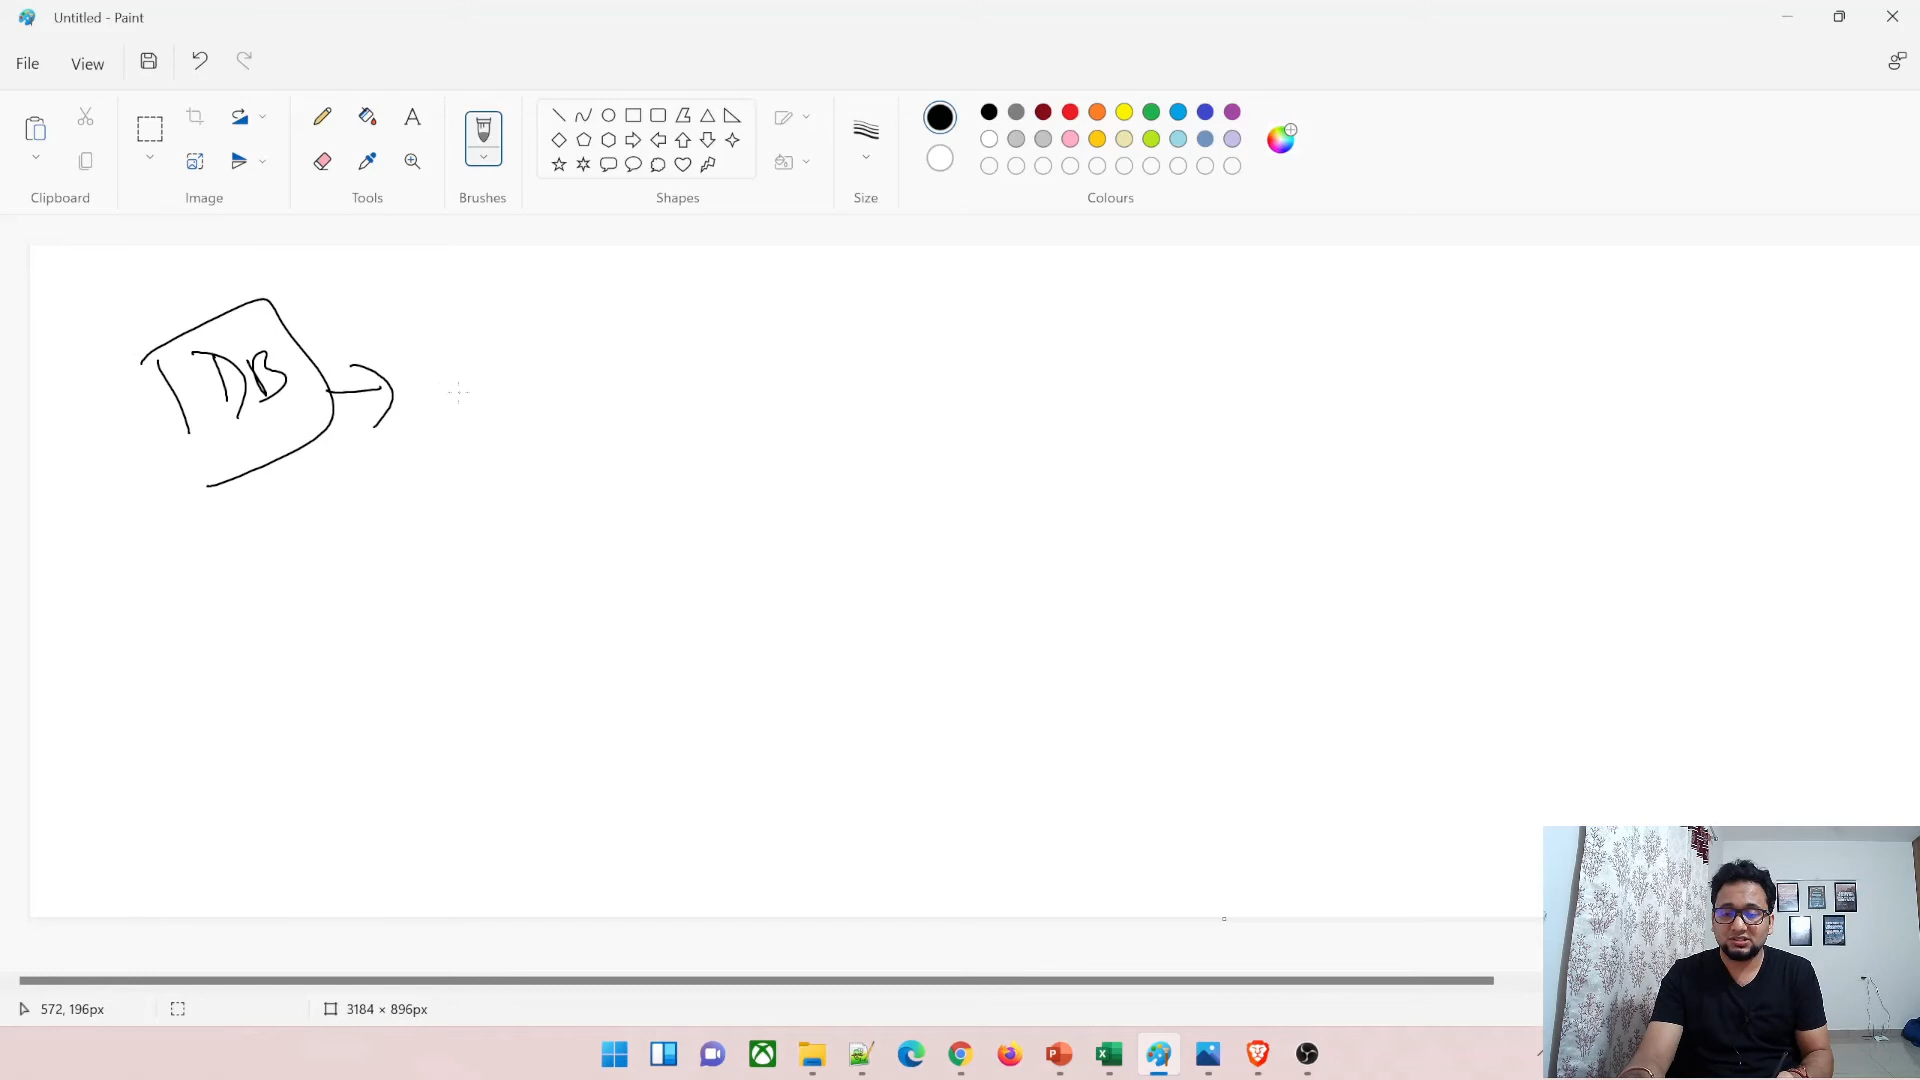 Untitled - Paint
File
View
Clipboard
Image
Tools
Brushes
Shapes
Size
Colours
DB
572, 196px
3184 × 896px